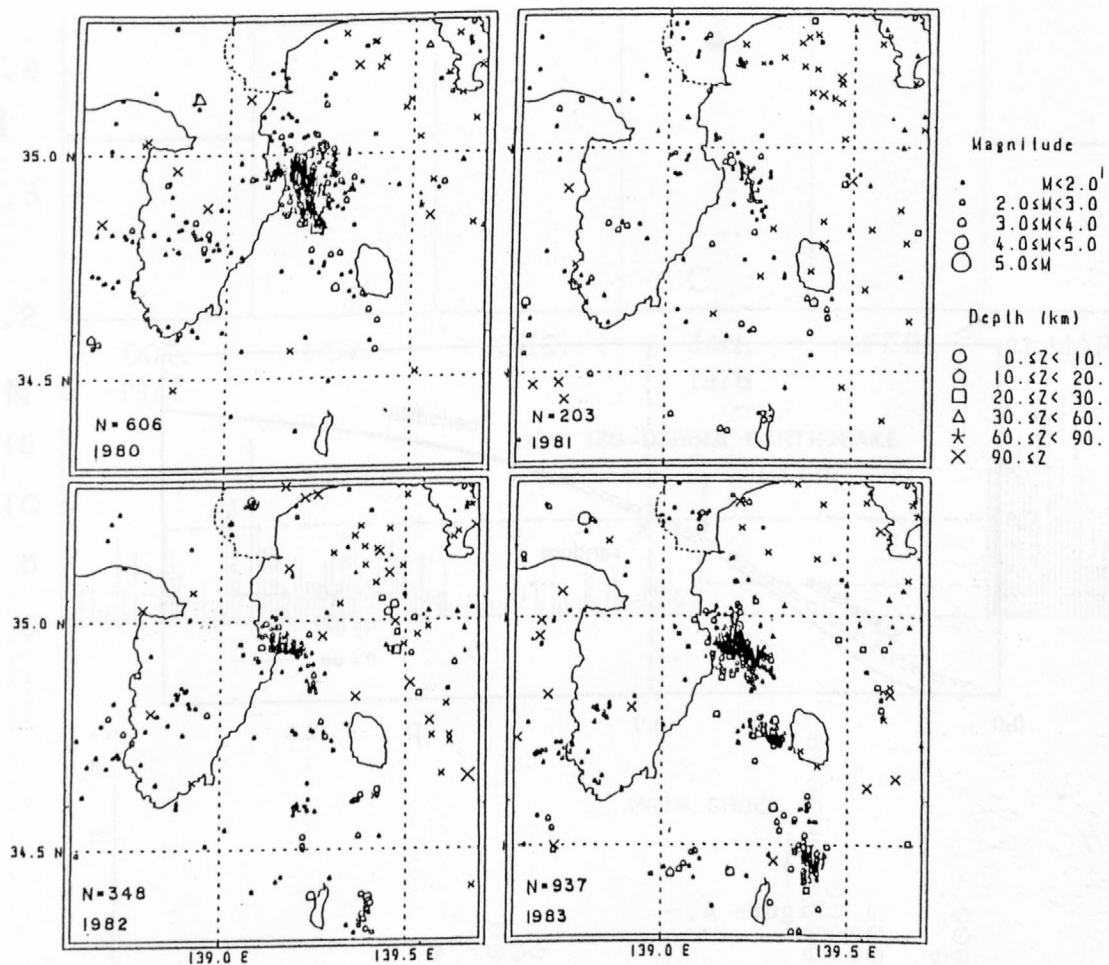 35.0 N
34.5 N
N=606
1980
N=203
1981
Magnitude
M<2.0
2.0≤M<3.0
3.0≤M<4.0
4.0≤M<5.0
5.0≤M
Depth (km)
0.≤Z< 10.
10.≤Z< 20.
20.≤Z< 30.
30.≤Z< 60.
60.≤Z< 90.
90.≤Z
35.0 N
34.5 N
N=348
1982
N=937
1983
139.0 E
139.5 E
139.0 E
139.5 E